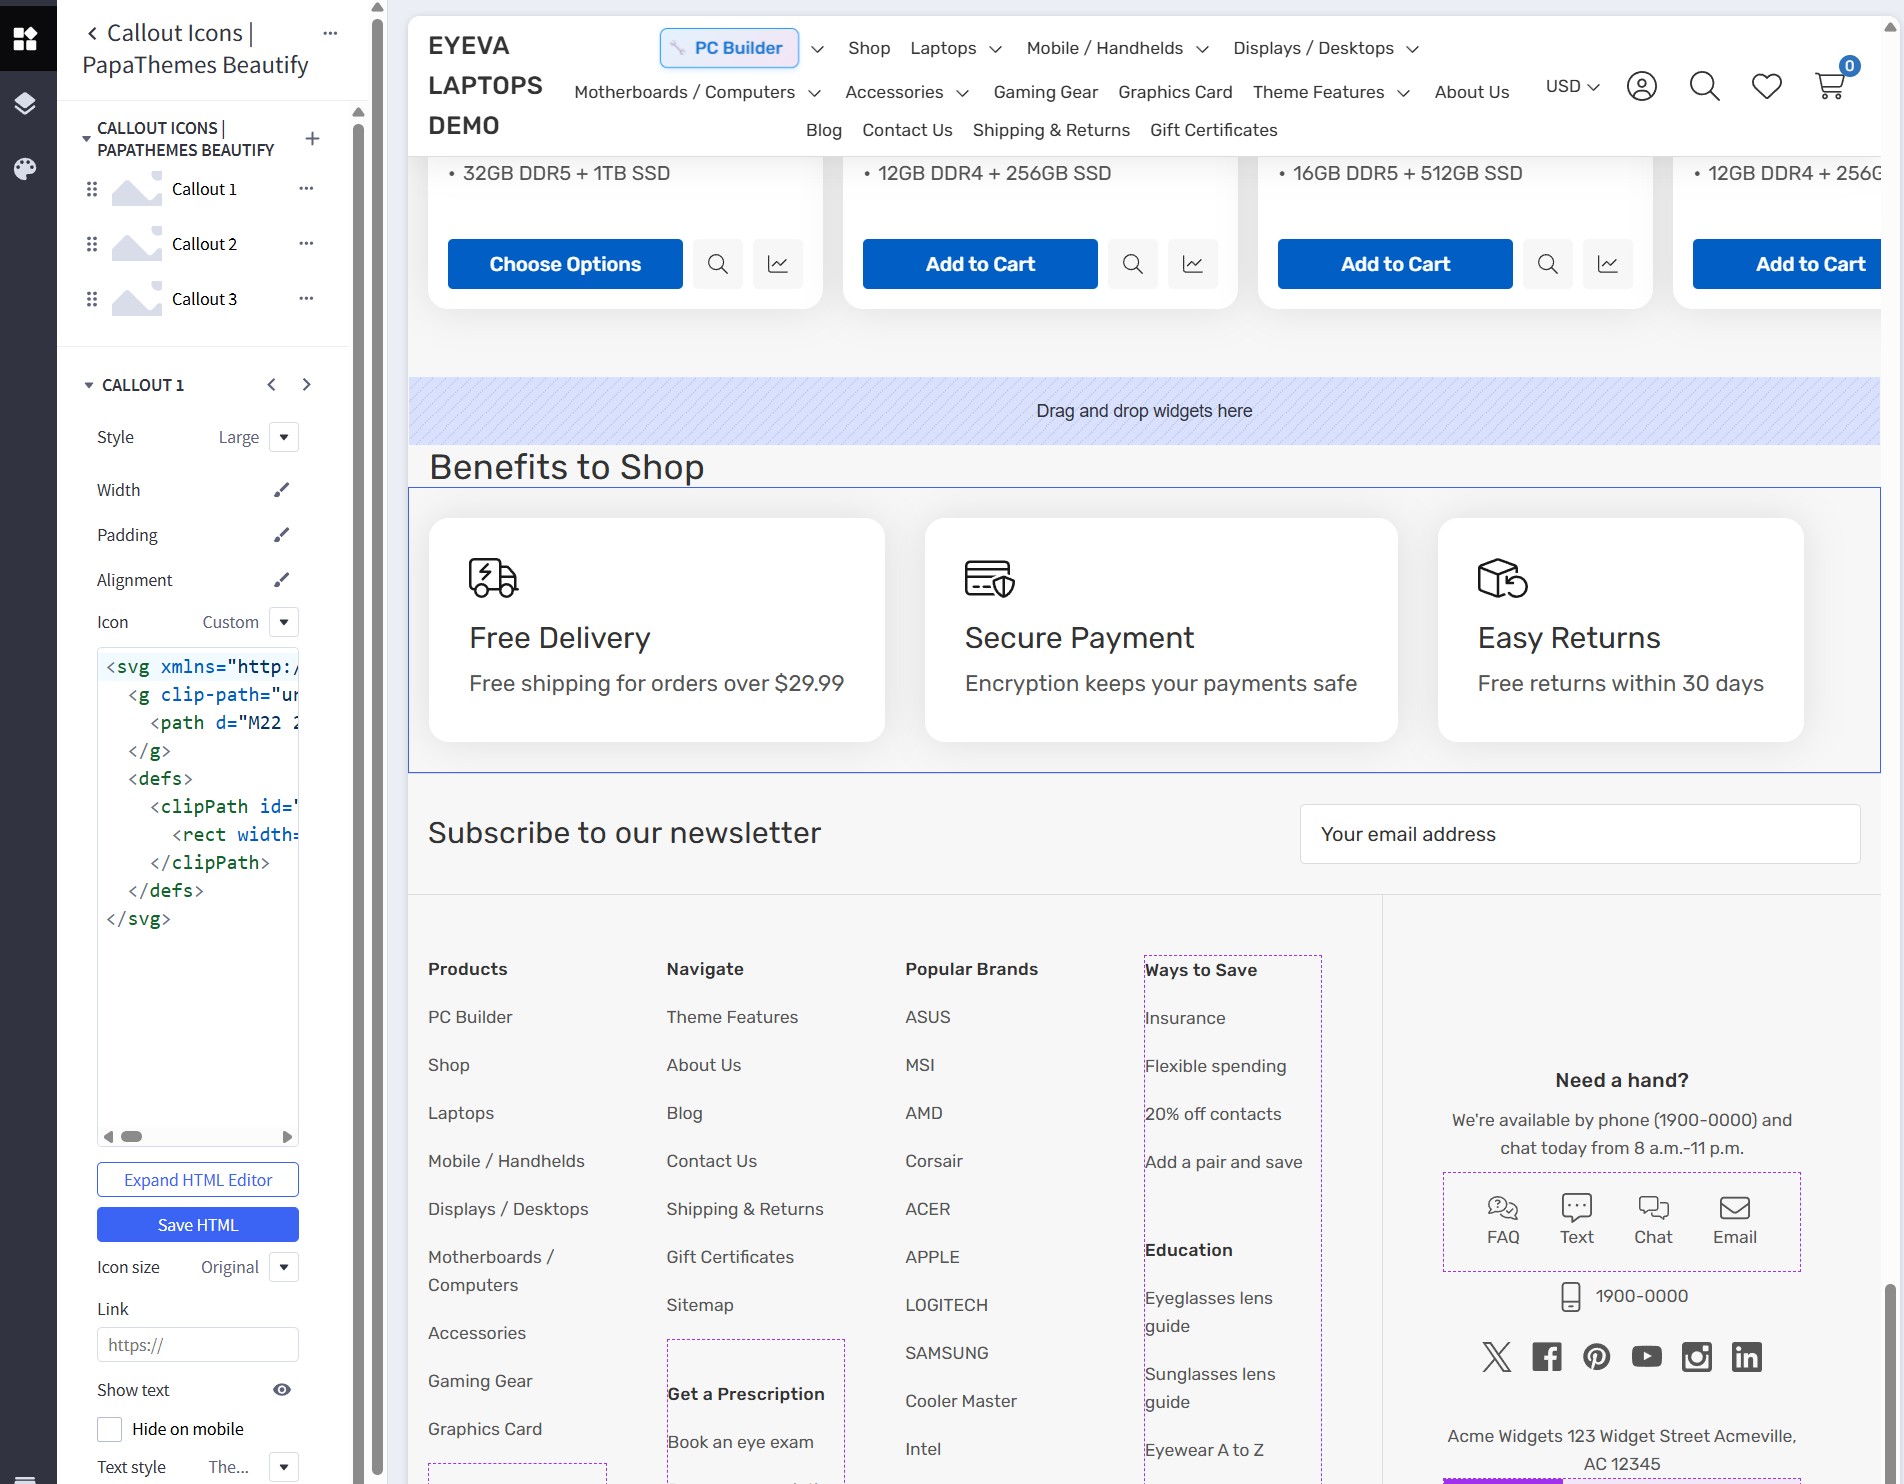 Callout Icons |
PapaThemes Beautify
CALLOUT ICONS |
PAPATHEMES BEAUTIFY
Callout 1
Callout 2
Callout 3
CALLOUT 1
Style Large
Width
Padding
Alignment
Icon Custom
<svg xmlns="http:/
<g clip-path="ur
<path d="M22 2
</g>
<defs>
<clipPath id="
<rect width=
</clipPath>
</defs>
</svg>
Expand HTML Editor
Save HTML
Icon size Original
Link
https://
Show text
Hide on mobile
Text style The...
EYEVA
LAPTOPS
DEMO
PC Builder Shop Laptops Mobile / Handhelds Displays / Desktops
Motherboards / Computers Accessories Gaming Gear Graphics Card Theme Features About Us
Blog Contact Us Shipping & Returns Gift Certificates
USD
0
• 32GB DDR5 + 1TB SSD
• 12GB DDR4 + 256GB SSD
• 16GB DDR5 + 512GB SSD
• 12GB DDR4 + 256G
Choose Options
Add to Cart
Add to Cart
Add to Cart
Drag and drop widgets here
Benefits to Shop
Free Delivery
Free shipping for orders over $29.99
Secure Payment
Encryption keeps your payments safe
Easy Returns
Free returns within 30 days
Subscribe to our newsletter
Your email address
Products
PC Builder
Shop
Laptops
Mobile / Handhelds
Displays / Desktops
Motherboards /
Computers
Accessories
Gaming Gear
Graphics Card
Navigate
Theme Features
About Us
Blog
Contact Us
Shipping & Returns
Gift Certificates
Sitemap
Get a Prescription
Book an eye exam
Popular Brands
ASUS
MSI
AMD
Corsair
ACER
APPLE
LOGITECH
SAMSUNG
Cooler Master
Intel
Ways to Save
Insurance
Flexible spending
20% off contacts
Add a pair and save
Education
Eyeglasses lens
guide
Sunglasses lens
guide
Eyewear A to Z
Need a hand?
We're available by phone (1900-0000) and
chat today from 8 a.m.-11 p.m.
FAQ Text Chat Email
1900-0000
Acme Widgets 123 Widget Street Acmeville,
AC 12345